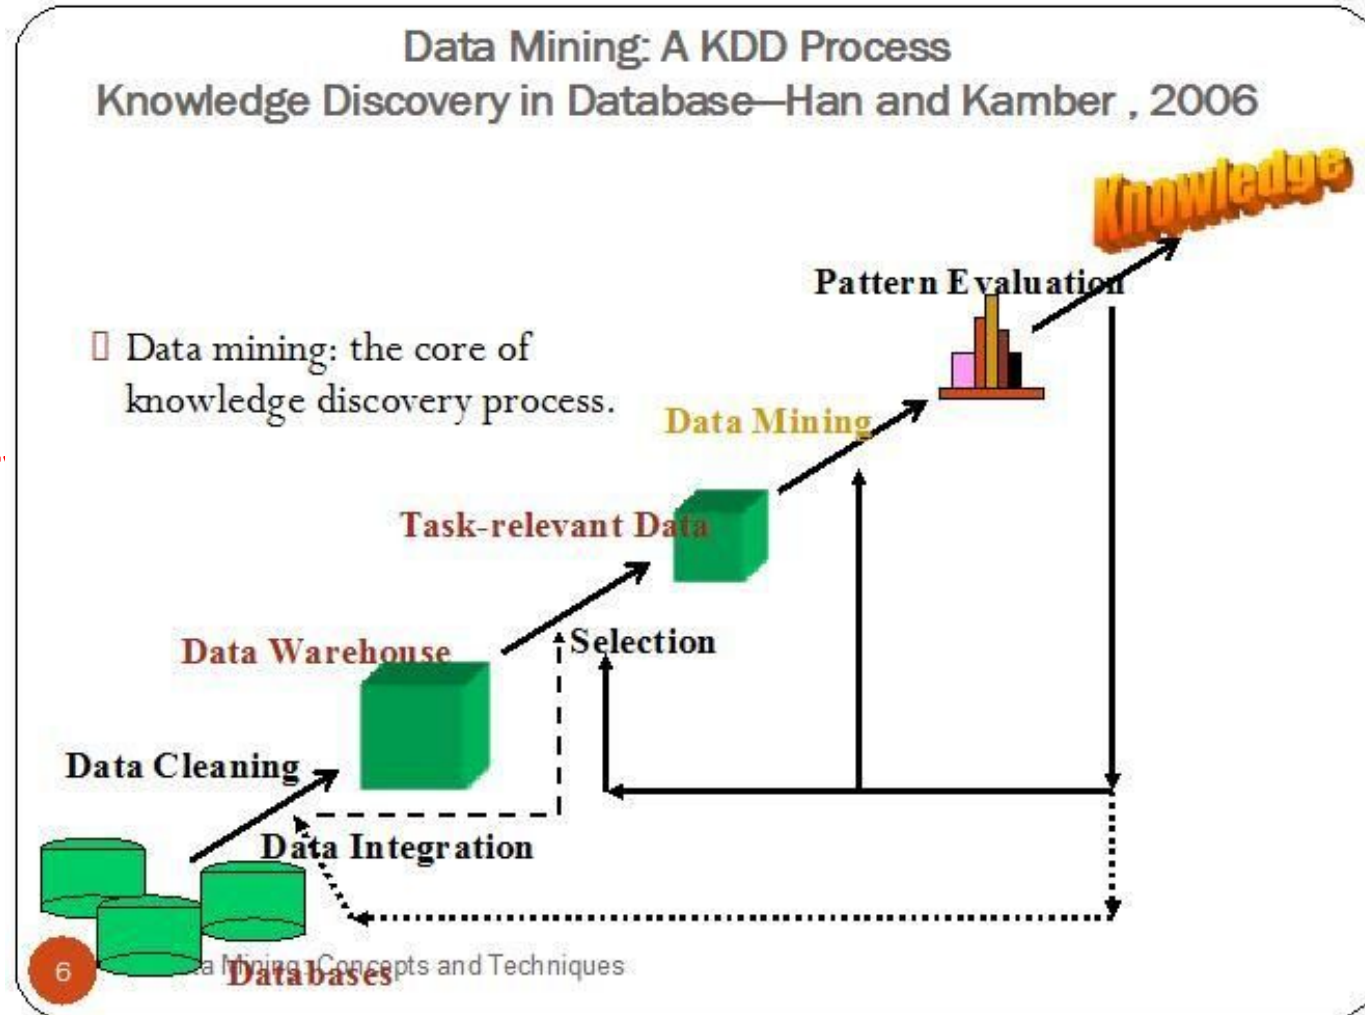 Data Mining: A KDD Process
Knowledge Discovery in Database—Han and Kamber , 2006
Knowledge
Pattern Evaluation
Data mining: the core of
knowledge discovery process.
Data Mining
Task-relevant Data
Selection
Data Warehouse
Data Cleaning
Data Integration
Databases
6
a Mining: Concepts and Techniques